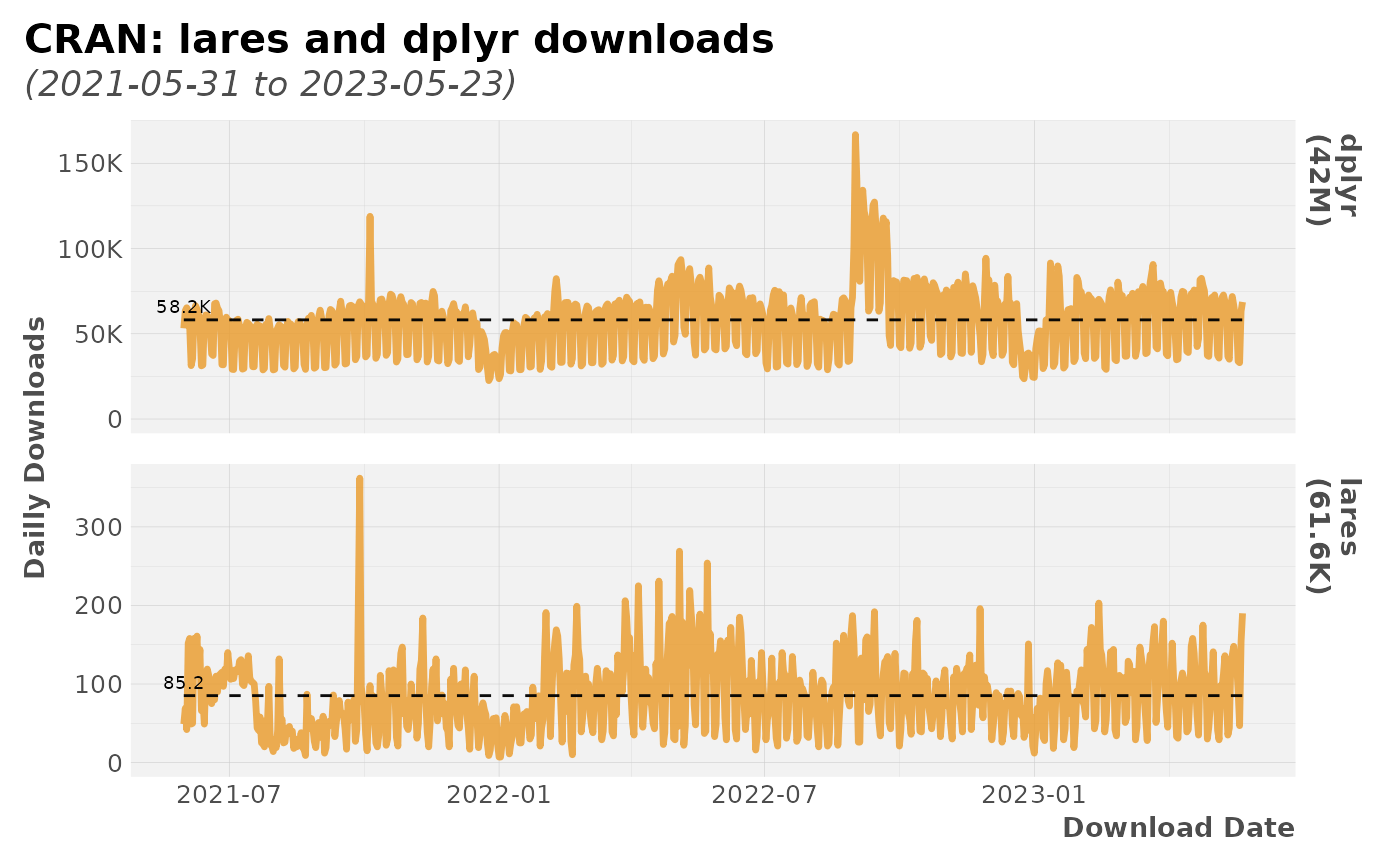 CRAN: lares and dplyr downloads
(2021-05-31 to 2023-05-23)
Dailly Downloads
150K
100K
50K
0
58.2K
dplyr
(42M)
300
200
100
0
85.2
lares
(61.6K)
2021-07
2022-01
2022-07
2023-01
Download Date